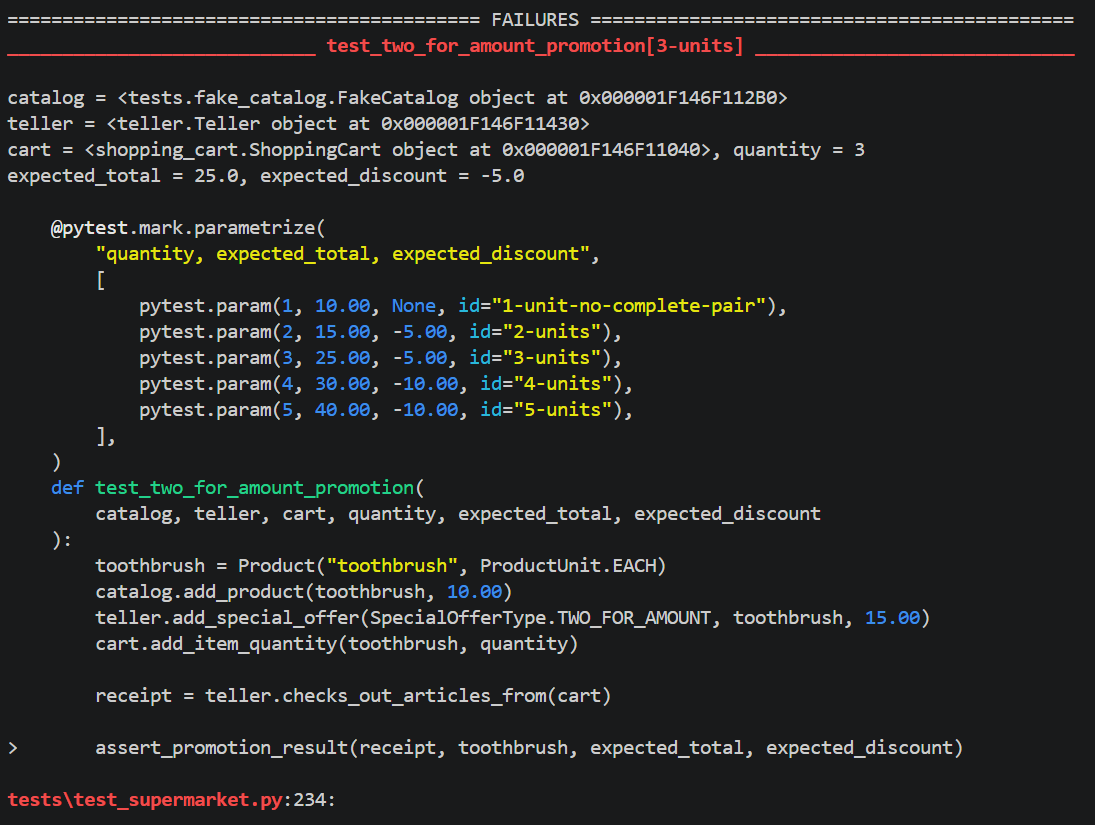 =========================================== FAILURES ============================================
____________________________ test_two_for_amount_promotion[3-units] _____________________________

catalog = <tests.fake_catalog.FakeCatalog object at 0x000001F146F112B0>
teller = <teller.Teller object at 0x000001F146F11430>
cart = <shopping_cart.ShoppingCart object at 0x000001F146F11040>, quantity = 3
expected_total = 25.0, expected_discount = -5.0

    @pytest.mark.parametrize(
        "quantity, expected_total, expected_discount",
        [
            pytest.param(1, 10.00, None, id="1-unit-no-complete-pair"),
            pytest.param(2, 15.00, -5.00, id="2-units"),
            pytest.param(3, 25.00, -5.00, id="3-units"),
            pytest.param(4, 30.00, -10.00, id="4-units"),
            pytest.param(5, 40.00, -10.00, id="5-units"),
        ],
    )
    def test_two_for_amount_promotion(
        catalog, teller, cart, quantity, expected_total, expected_discount
    ):
        toothbrush = Product("toothbrush", ProductUnit.EACH)
        catalog.add_product(toothbrush, 10.00)
        teller.add_special_offer(SpecialOfferType.TWO_FOR_AMOUNT, toothbrush, 15.00)
        cart.add_item_quantity(toothbrush, quantity)

        receipt = teller.checks_out_articles_from(cart)

>       assert_promotion_result(receipt, toothbrush, expected_total, expected_discount)

tests\test_supermarket.py:234: